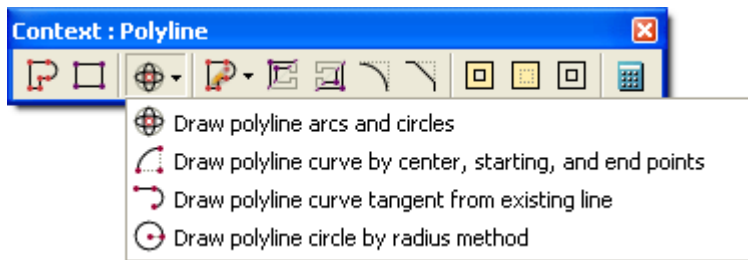 Context : Polyline
Draw polyline arcs and circles
Draw polyline curve by center, starting, and end points
Draw polyline curve tangent from existing line
Draw polyline circle by radius method